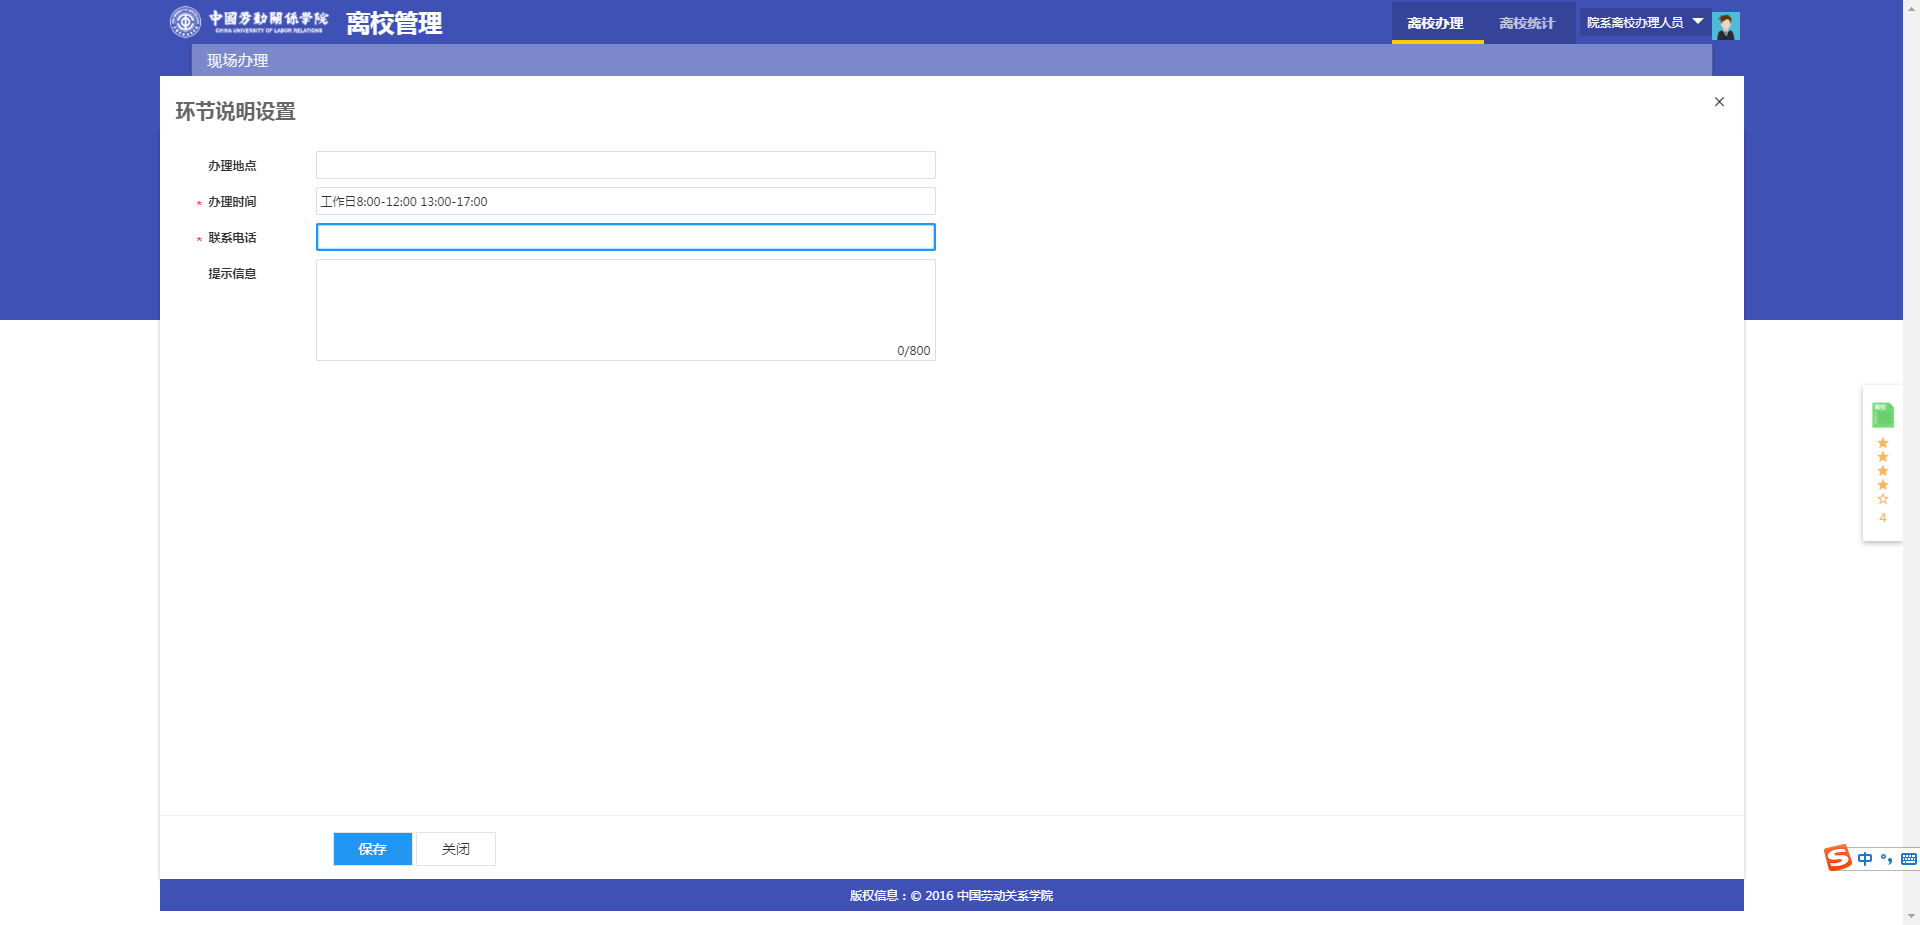 中國劳動関係学院
CHINA UNIVERSITY OF LABOR RELATIONS
离校管理
离校办理
离校统计
院系离校办理人员
现场办理
环节说明设置
×
办理地点
* 办理时间
工作日8:00-12:00 13:00-17:00
* 联系电话
提示信息
0/800
4
保存
关闭
中
版权信息：© 2016 中国劳动关系学院